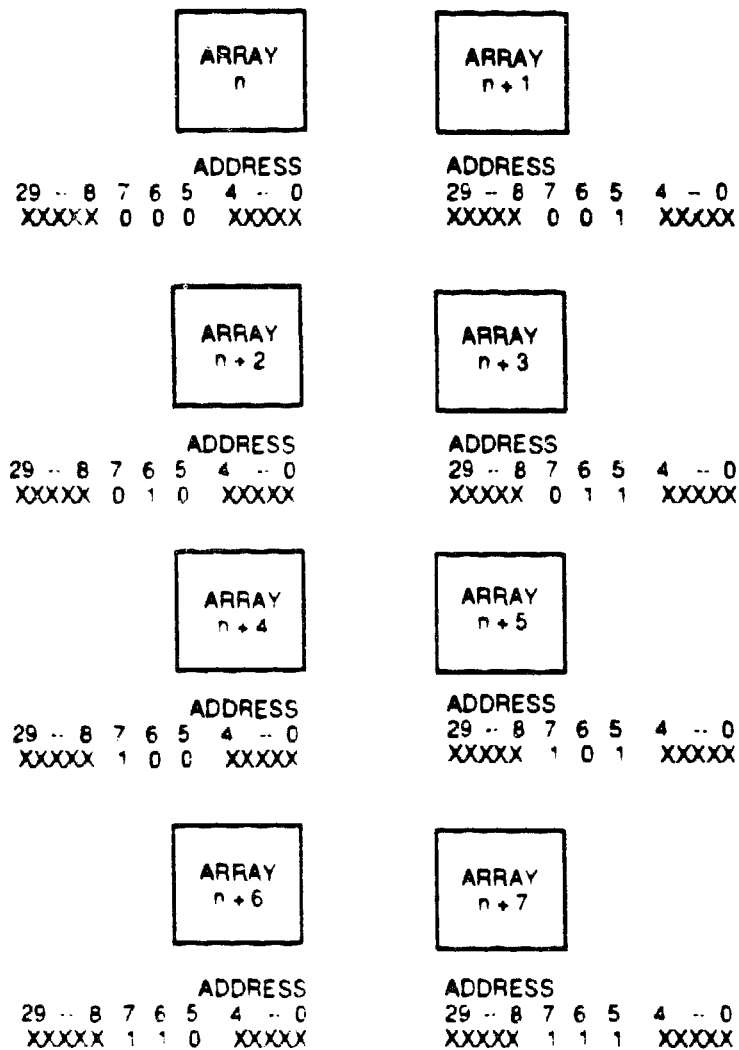 ARRAY
n
ARRAY
n + 1
ADDRESS
29 -- 8 7 6 5 4 -- 0
XXXXX 0 0 0 XXXXX
ADDRESS
29 -- 8 7 6 5 4 -- 0
XXXXX 0 0 1 XXXXX
ARRAY
n + 2
ARRAY
n + 3
ADDRESS
29 -- 8 7 6 5 4 -- 0
XXXXX 0 1 0 XXXXX
ADDRESS
29 -- 8 7 6 5 4 -- 0
XXXXX 0 1 1 XXXXX
ARRAY
n + 4
ARRAY
n + 5
ADDRESS
29 -- 8 7 6 5 4 -- 0
XXXXX 1 0 0 XXXXX
ADDRESS
29 -- 8 7 6 5 4 -- 0
XXXXX 1 0 1 XXXXX
ARRAY
n + 6
ARRAY
n + 7
ADDRESS
29 -- 8 7 6 5 4 -- 0
XXXXX 1 1 0 XXXXX
ADDRESS
29 -- 8 7 6 5 4 -- 0
XXXXX 1 1 1 XXXXX